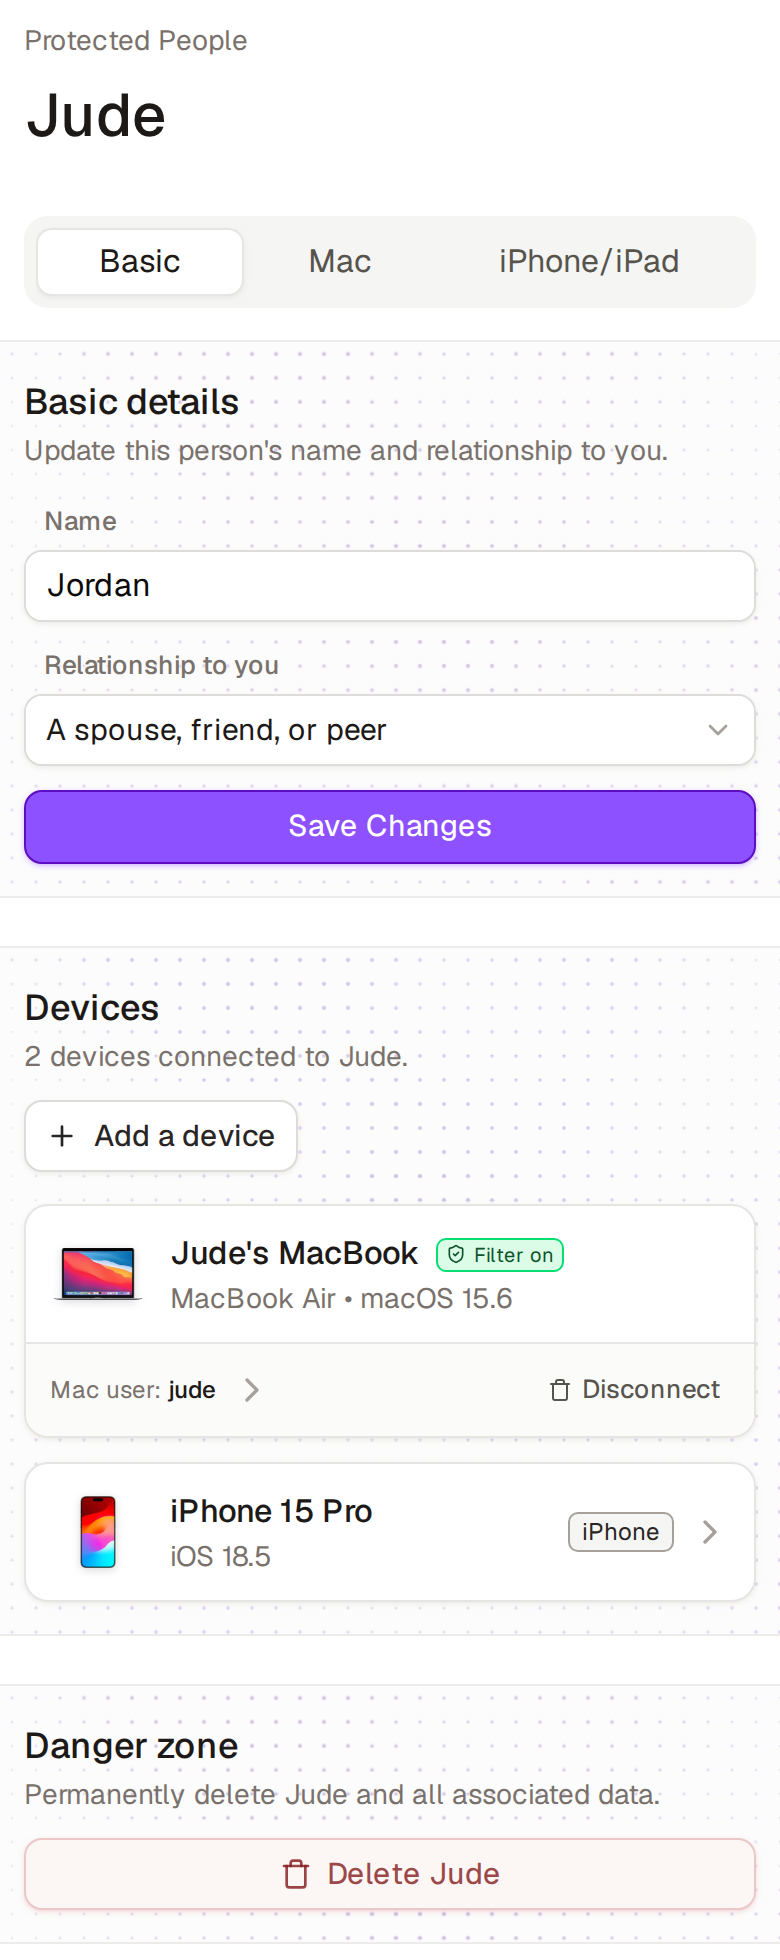 Protected People
Jude
Basic
Mac
iPhone/iPad
Basic details
Update this person's name and relationship to you.
Name
Jordan
Relationship to you
A spouse, friend, or peer
Save Changes
Devices
2 devices connected to Jude.
Add a device
Jude's MacBook
Filter on
MacBook Air • macOS 15.6
Mac user: jude
Disconnect
iPhone 15 Pro
iOS 18.5
iPhone
Danger zone
Permanently delete Jude and all associated data.
Delete Jude